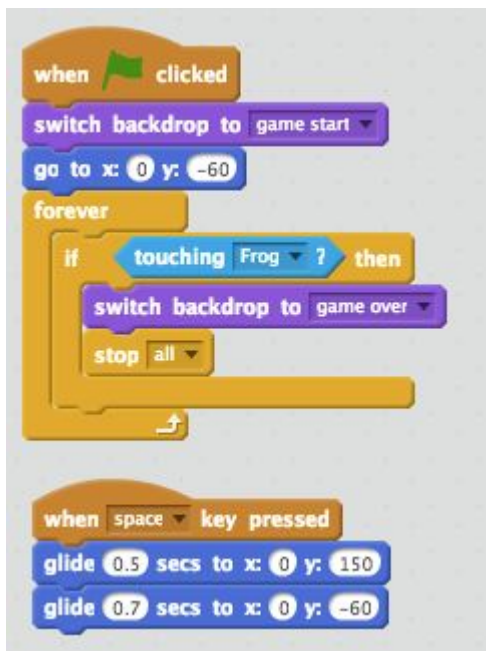 when clicked
switch backdrop to game start
go to x: 0 y: -60
forever
if touching Frog ? then
switch backdrop to game over
stop all
when space key pressed
glide 0.5 secs to x: 0 y: 150
glide 0.7 secs to x: 0 y: -60